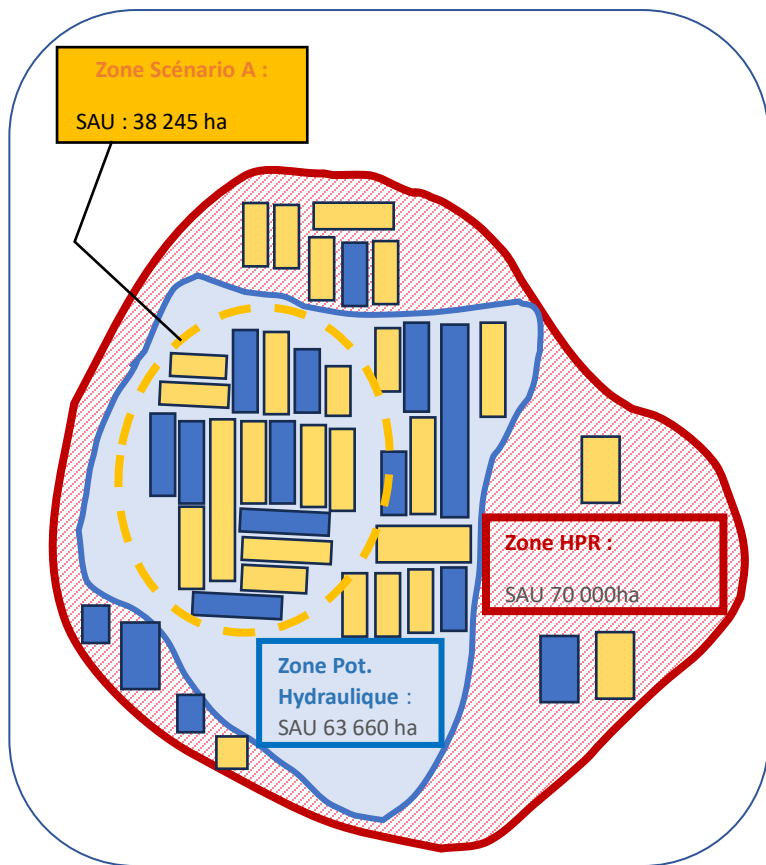 Zone Scénario A :
SAU : 38 245 ha
Zone HPR :
SAU 70 000ha
Zone Pot.
Hydraulique :
SAU 63 660 ha